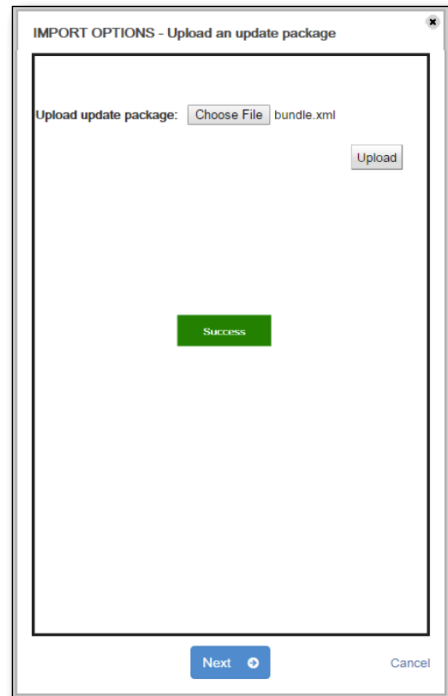 IMPORT OPTIONS - Upload an update package
Upload update package: Choose File bundle.xml
Upload
Success
Next
Cancel